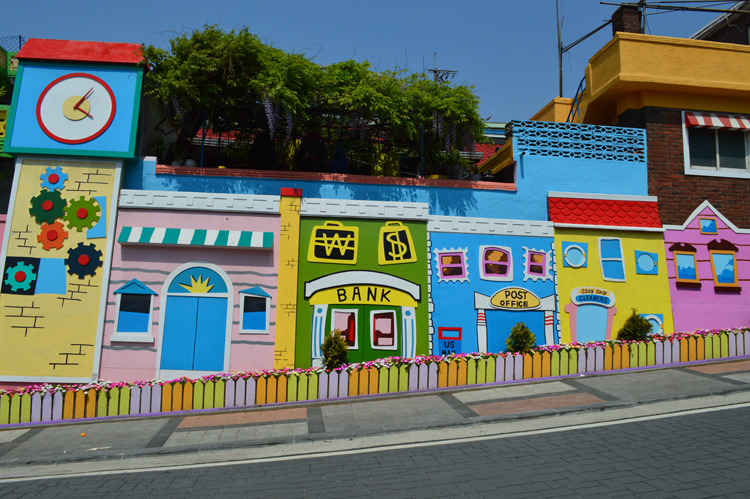 ₩ $
BANK
POST
OFFICE
US
CLEANERS